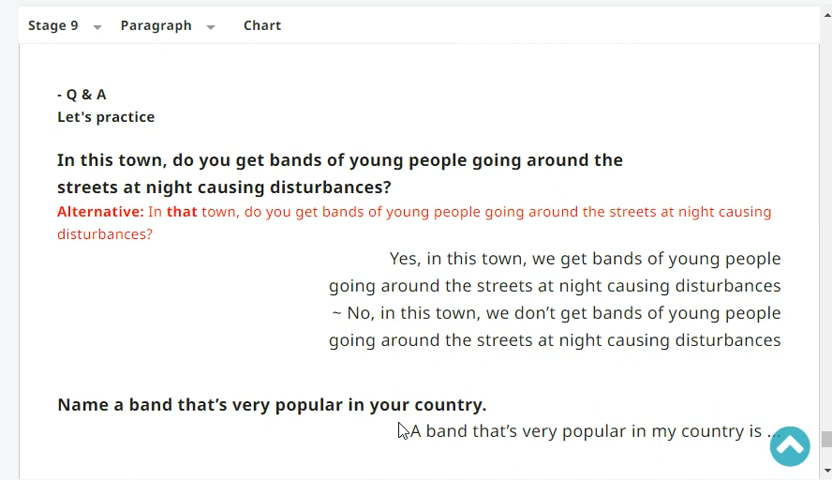 Stage 9 Paragraph Chart
- Q & A
Let's practice
In this town, do you get bands of young people going around the
streets at night causing disturbances?
Alternative: In that town, do you get bands of young people going around the streets at night causing
disturbances?
Yes, in this town, we get bands of young people
going around the streets at night causing disturbances
~ No, in this town, we don’t get bands of young people
going around the streets at night causing disturbances
Name a band that’s very popular in your country.
A band that’s very popular in my country is ...